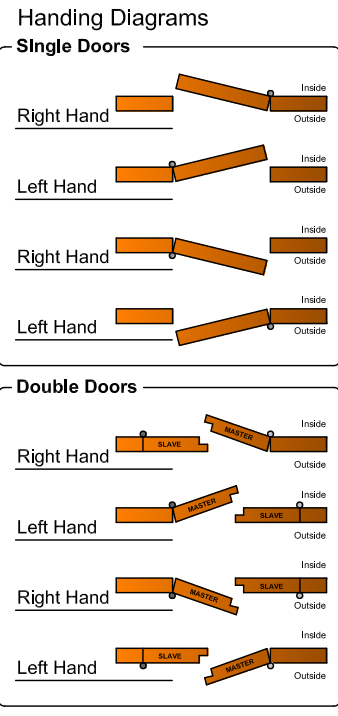 Handing Diagrams
SIngle Doors
Inside
Right Hand
Outside
Inside
Left Hand
Outside
Inside
Right Hand
Outside
Inside
Left Hand
Outside
Double Doors
Inside
MASTER
Right Hand
SLAVE
Outside
Inside
MASTER
Left Hand
SLAVE
Outside
Inside
SLAVE
MASTER
Right Hand
Outside
Inside
SLAVE
MASTER
Left Hand
Outside